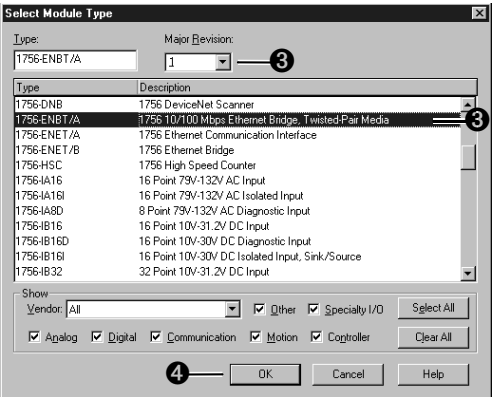 Select Module Type
Type: Major Revision:
1756-ENBT/A 1 3
Type Description
1756-DNB 1756 DeviceNet Scanner
1756-ENBT/A 1756 10/100 Mbps Ethernet Bridge, Twisted-Pair Media 3
1756-ENET/A 1756 Ethernet Communication Interface
1756-ENET/B 1756 Ethernet Bridge
1756-HSC 1756 High Speed Counter
1756-IA16 16 Point 79V-132V AC Input
1756-IA16I 16 Point 79V-132V AC Isolated Input
1756-IA8D 8 Point 79V-132V AC Diagnostic Input
1756-IB16 16 Point 10V-31.2V DC Input
1756-IB16D 16 Point 10V-30V DC Diagnostic Input
1756-IB16I 16 Point 10V-30V DC Isolated Input, Sink/Source
1756-IB32 32 Point 10V-31.2V DC Input
Show
Vendor: All Other Specialty I/O Select All
Analog Digital Communication Motion Controller Clear All
4 OK Cancel Help